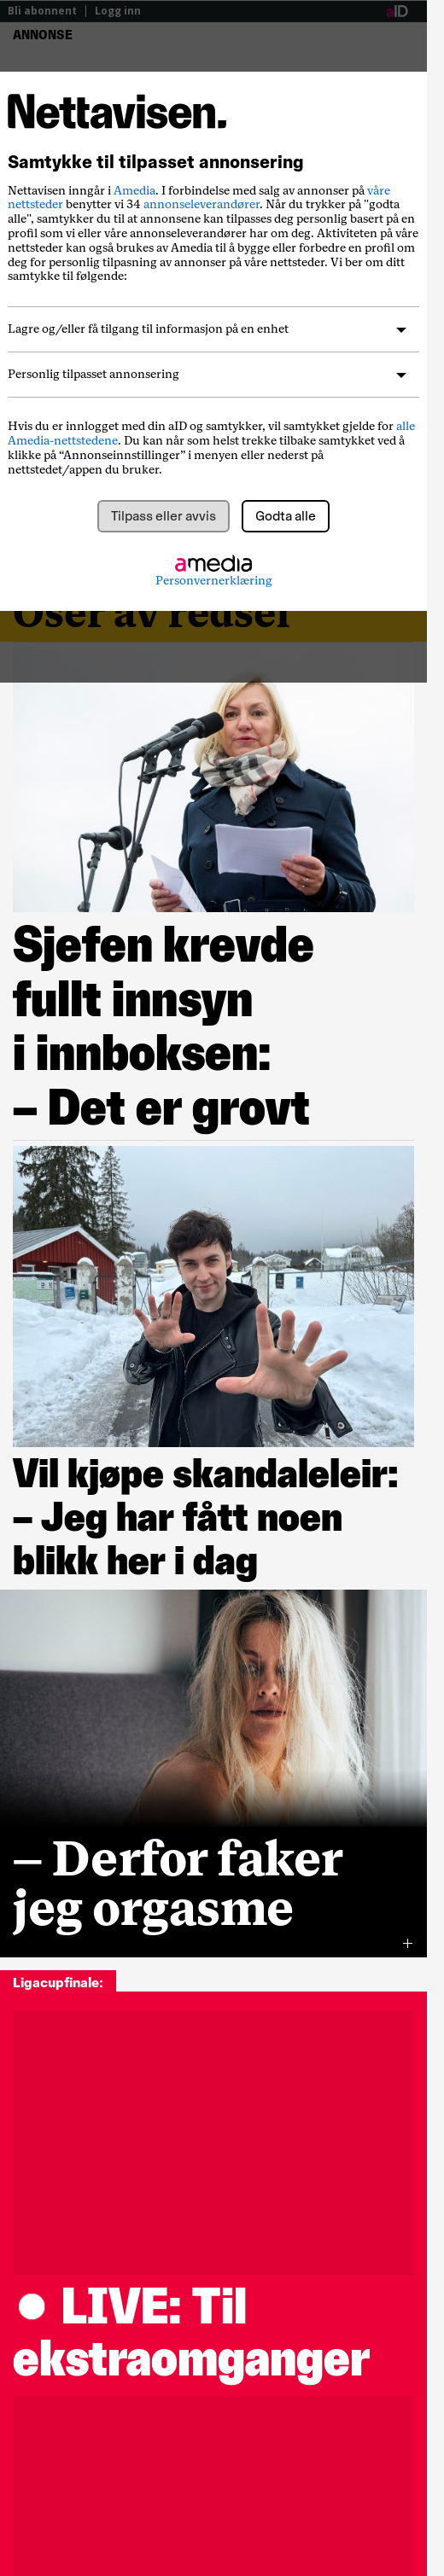 Bli abonnent | Logg inn aID
ANNONSE
Nettavisen.
Samtykke til tilpasset annonsering
Nettavisen inngår i Amedia. I forbindelse med salg av annonser på våre
nettsteder benytter vi 34 annonseleverandører. Når du trykker på "godta
alle", samtykker du til at annonsene kan tilpasses deg personlig basert på en
profil som vi eller våre annonseleverandører har om deg. Aktiviteten på våre
nettsteder kan også brukes av Amedia til å bygge eller forbedre en profil om
deg for personlig tilpasning av annonser på våre nettsteder. Vi ber om ditt
samtykke til følgende:
Lagre og/eller få tilgang til informasjon på en enhet
Personlig tilpasset annonsering
Hvis du er innlogget med din aID og samtykker, vil samtykket gjelde for alle
Amedia-nettstedene. Du kan når som helst trekke tilbake samtykket ved å
klikke på “Annonseinnstillinger” i menyen eller nederst på
nettstedet/appen du bruker.
Tilpass eller avvis Godta alle
amedia
Personvernerklæring
Oser av redsel
Sjefen krevde
fullt innsyn
i innboksen:
– Det er grovt
Vil kjøpe skandaleleir:
– Jeg har fått noen
blikk her i dag
– Derfor faker
jeg orgasme
+
Ligacupfinale:
● LIVE: Til
ekstraomganger